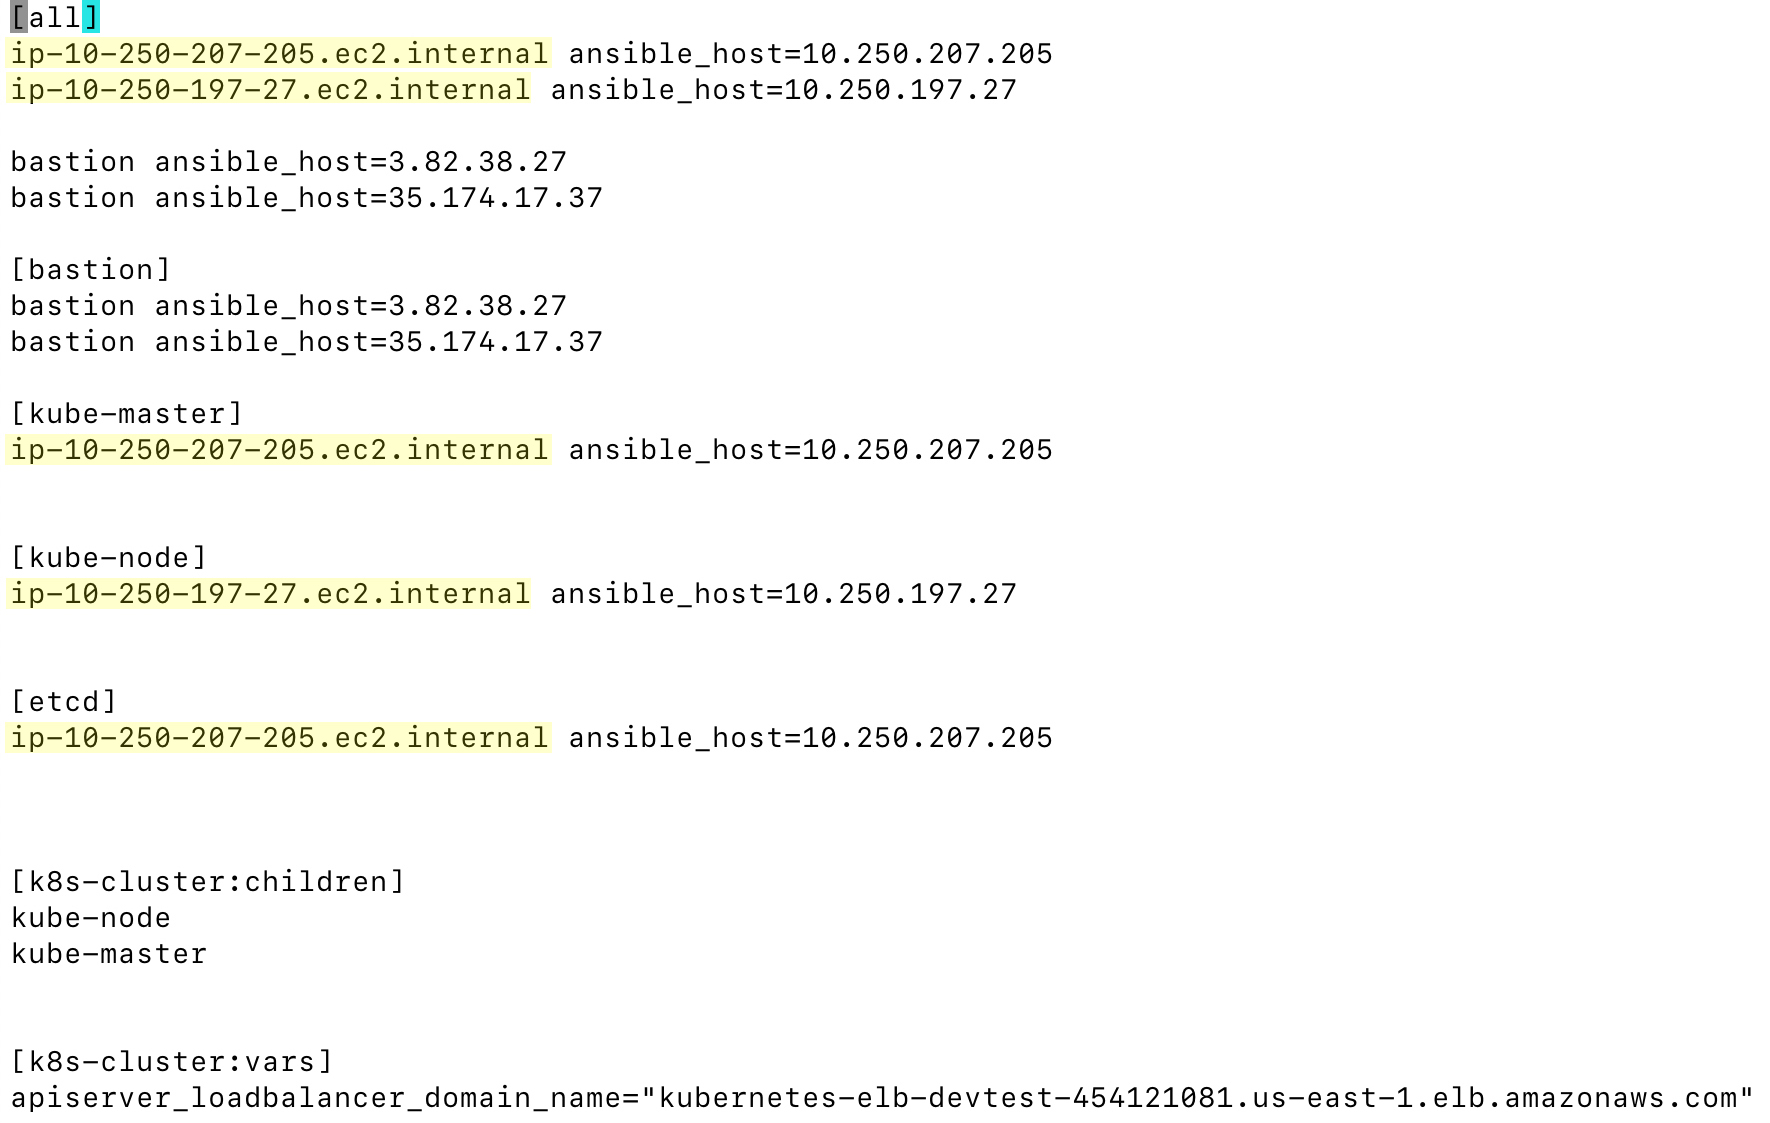 [all]
ip-10-250-207-205.ec2.internal ansible_host=10.250.207.205
ip-10-250-197-27.ec2.internal ansible_host=10.250.197.27
bastion ansible_host=3.82.38.27
bastion ansible_host=35.174.17.37
[bastion]
bastion ansible_host=3.82.38.27
bastion ansible_host=35.174.17.37
[kube-master]
ip-10-250-207-205.ec2.internal ansible_host=10.250.207.205
[kube-node]
ip-10-250-197-27.ec2.internal ansible_host=10.250.197.27
[etcd]
ip-10-250-207-205.ec2.internal ansible_host=10.250.207.205
[k8s-cluster:children]
kube-node
kube-master
[k8s-cluster:vars]
apiserver_loadbalancer_domain_name="kubernetes-elb-devtest-454121081.us-east-1.elb.amazonaws.com"